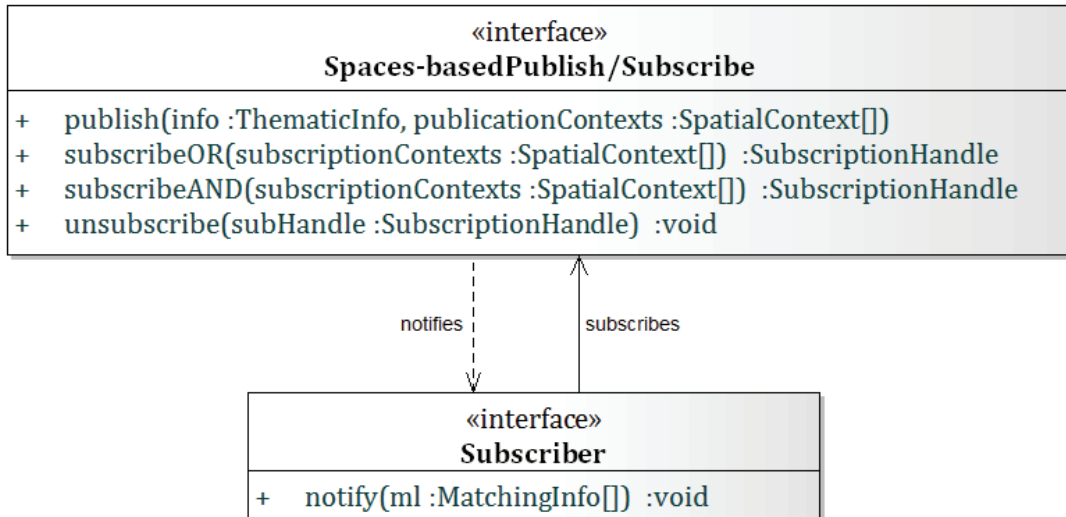 «interface»
Spaces-basedPublish/Subscribe
+ publish(info :ThematicInfo, publicationContexts :SpatialContext[])
+ subscribeOR(subscriptionContexts :SpatialContext[]) :SubscriptionHandle
+ subscribeAND(subscriptionContexts :SpatialContext[]) :SubscriptionHandle
+ unsubscribe(subHandle :SubscriptionHandle) :void
notifies
subscribes
«interface»
Subscriber
+ notify(ml :MatchingInfo[]) :void